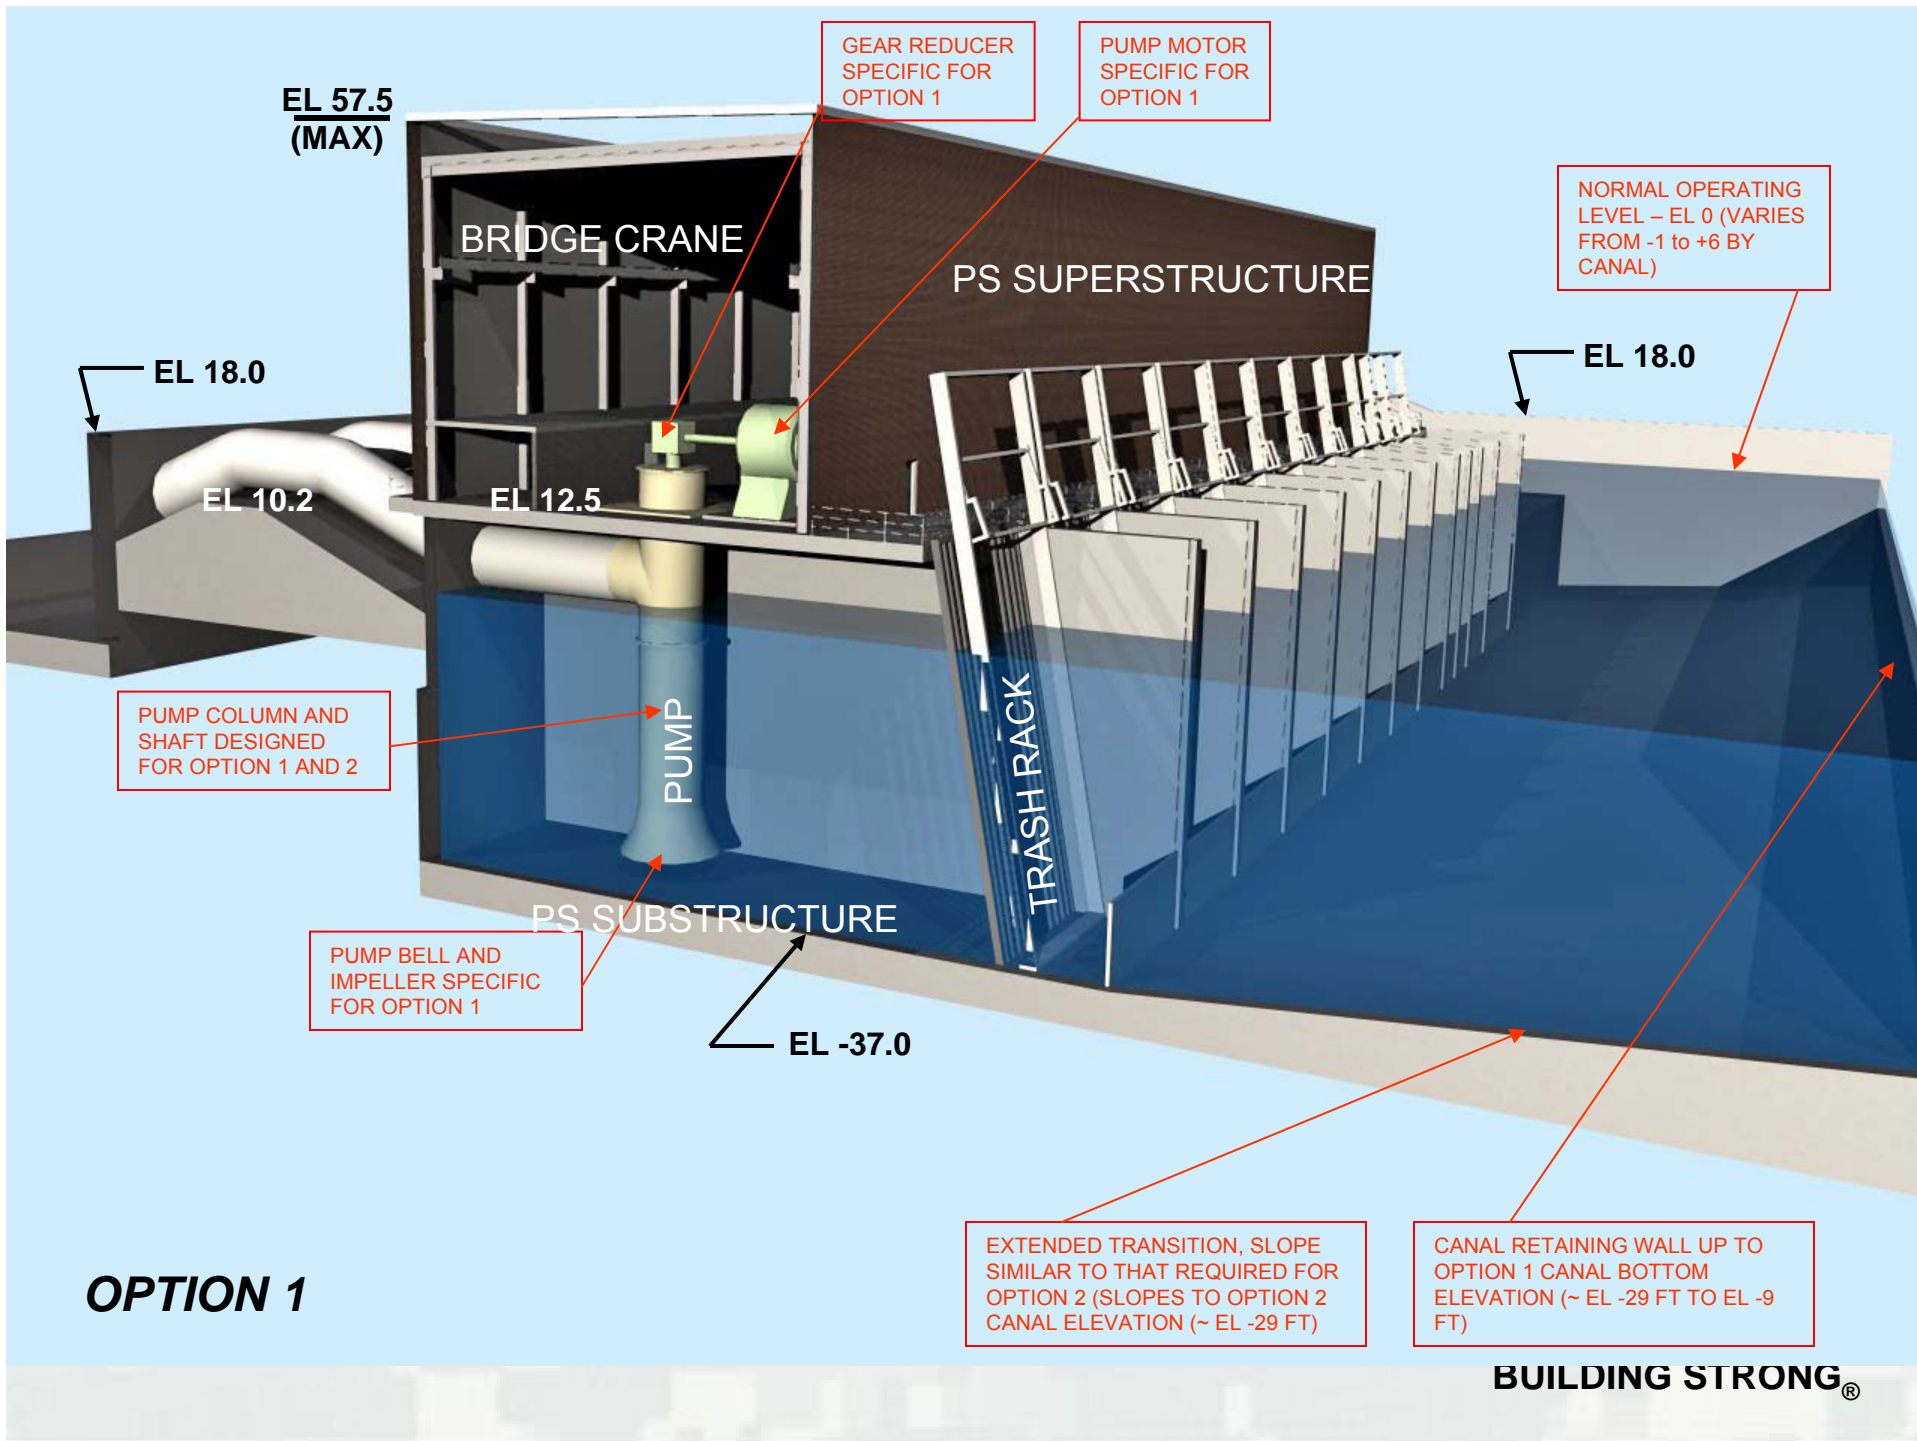 GEAR REDUCER
SPECIFIC FOR
OPTION 1
PUMP MOTOR
SPECIFIC FOR
OPTION 1
EL 57.5
(MAX)
NORMAL OPERATING
LEVEL – EL 0 (VARIES
FROM -1 to +6 BY
CANAL)
BRIDGE CRANE
PS SUPERSTRUCTURE
EL 18.0
EL 18.0
EL 10.2
EL 12.5
PUMP COLUMN AND
SHAFT DESIGNED
FOR OPTION 1 AND 2
PUMP
TRASH RACK
PS SUBSTRUCTURE
PUMP BELL AND
IMPELLER SPECIFIC
FOR OPTION 1
EL -37.0
EXTENDED TRANSITION, SLOPE
SIMILAR TO THAT REQUIRED FOR
OPTION 2 (SLOPES TO OPTION 2
CANAL ELEVATION (~ EL -29 FT)
CANAL RETAINING WALL UP TO
OPTION 1 CANAL BOTTOM
ELEVATION (~ EL -29 FT TO EL -9
FT)
OPTION 1
BUILDING STRONG®